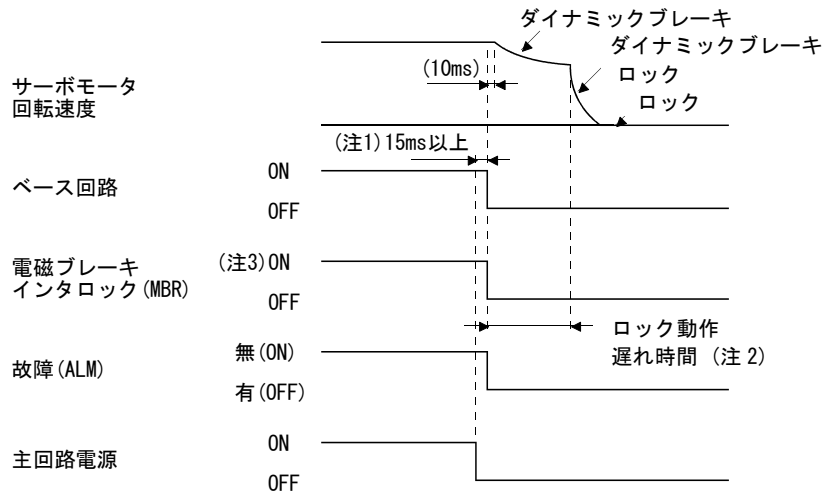 ダイナミックブレーキ
ダイナミックブレーキ
(10ms)
ロック
サーボモータ
回転速度
ロック
(注1)15ms以上
ベース回路
ON
OFF
電磁ブレーキ
インタロック(MBR)
(注3)ON
OFF
ロック動作
遅れ時間 (注 2)
故障(ALM)
無(ON)
有(OFF)
主回路電源
ON
OFF